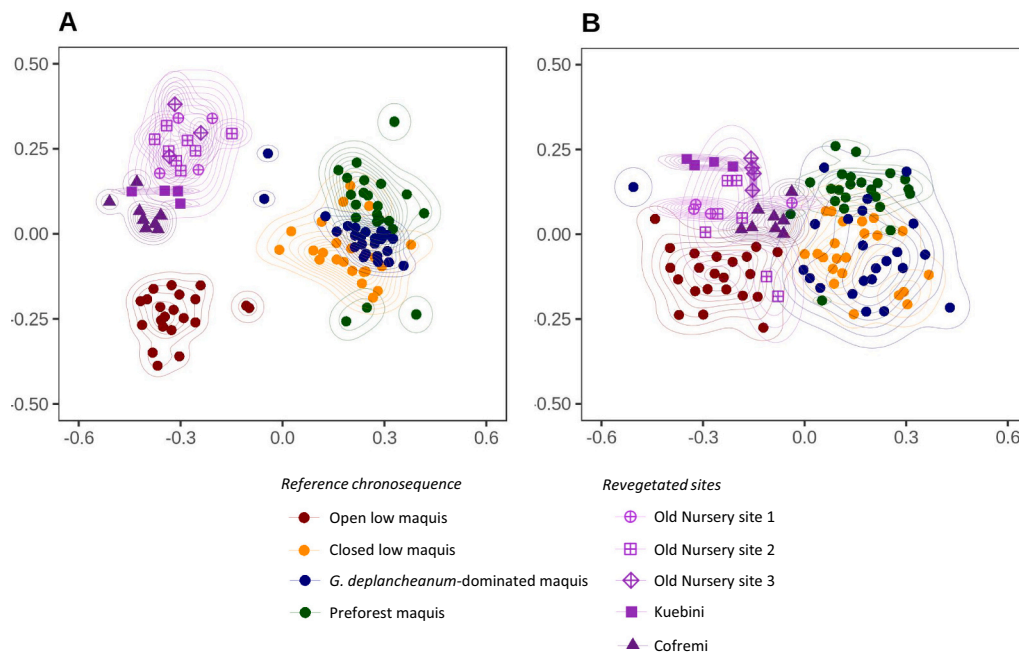 A
B
0.50
0.25
0.00
-0.25
-0.50
-0.6
-0.3
0.0
0.3
0.6
0.50
0.25
0.00
-0.25
-0.50
-0.6
-0.3
0.0
0.3
0.6
Reference chronosequence
Open low maquis
Closed low maquis
G. deplancheanum-dominated maquis
Preforest maquis
Revegetated sites
Old Nursery site 1
Old Nursery site 2
Old Nursery site 3
Kuebini
Cofremi